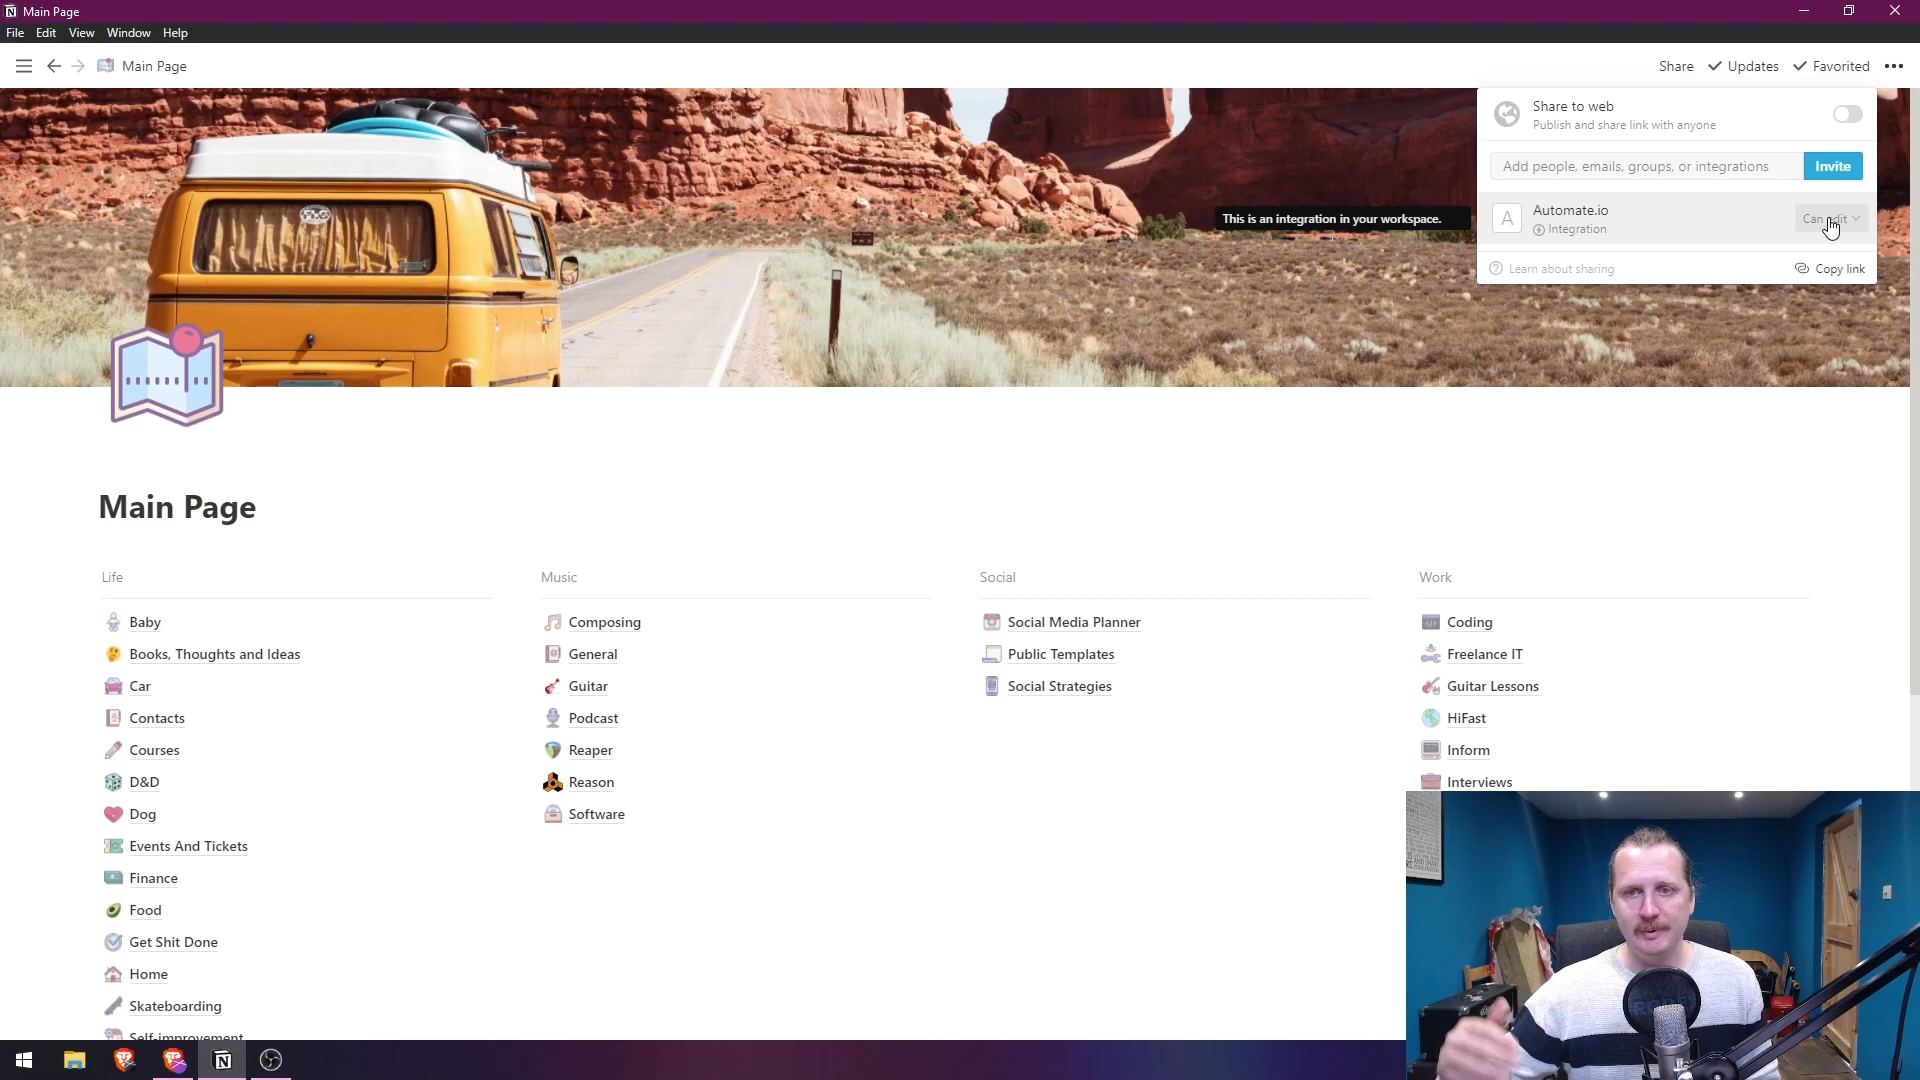 Main Page
File Edit View Window Help
Main Page
Share Updates Favorited
Share to web
Publish and share link with anyone
Add people, emails, groups, or integrations Invite
This is an integration in your workspace.
A Automate.io Can edit
Integration
Learn about sharing Copy link
Main Page
Life
Baby
Books, Thoughts and Ideas
Car
Contacts
Courses
D&D
Dog
Events And Tickets
Finance
Food
Get Shit Done
Home
Skateboarding
Self-improvement
Music
Composing
General
Guitar
Podcast
Reaper
Reason
Software
Social
Social Media Planner
Public Templates
Social Strategies
Work
Coding
Freelance IT
Guitar Lessons
HiFast
Inform
Interviews